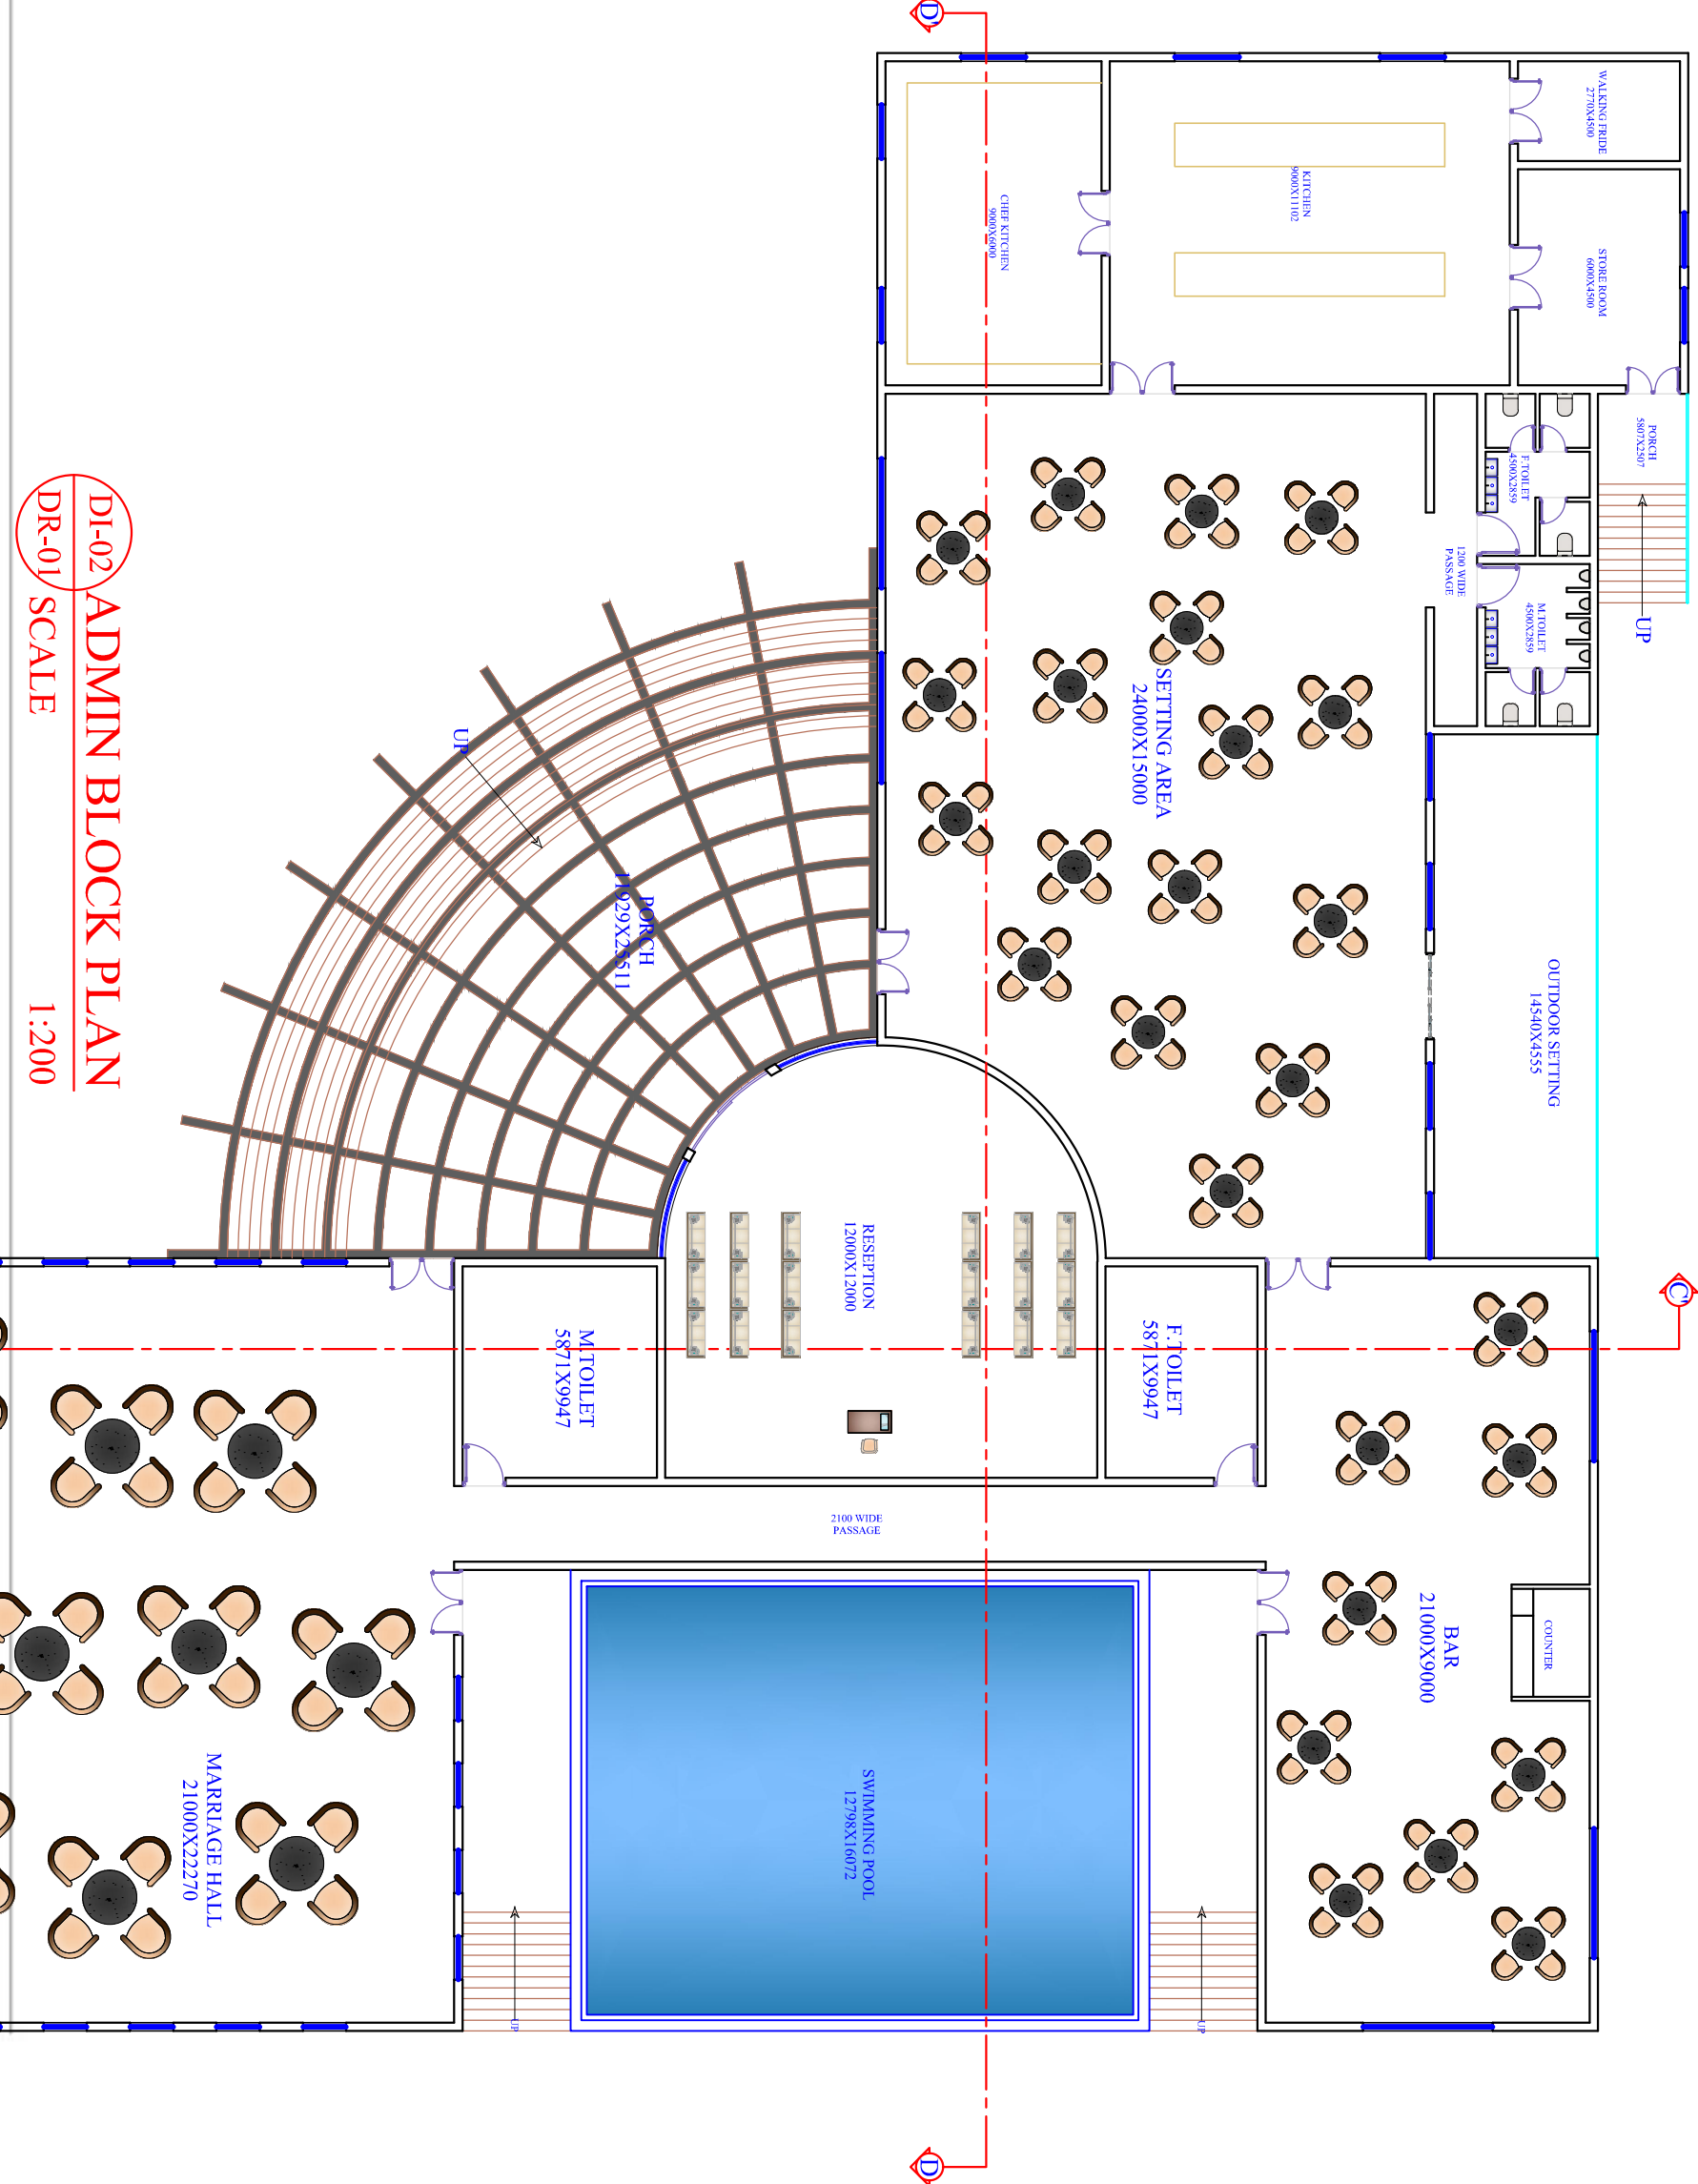 D'
WALKING FRIDE
2770X4500
STORE ROOM
6000X4500
KITCHEN
9000X11102
CHEF KITCHEN
9000X6000
PORCH
5807X2507
UP
F.TOILET
4500X2859
M.TOILET
4500X2859
1200 WIDE
PASSAGE
SETTING AREA
24000X15000
OUTDOOR SETTING
14540X4555
UP
PORCH
11929X25511
RESEPTION
12000X12000
M.TOILET
5871X9947
F.TOILET
5871X9947
C'
2100 WIDE
PASSAGE
BAR
21000X9000
COUNTER
SWIMMING POOL
12798X16072
MARRIAGE HALL
21000X22270
UP
UP
D
DI-02
DR-01
ADMIN BLOCK PLAN
SCALE 1:200